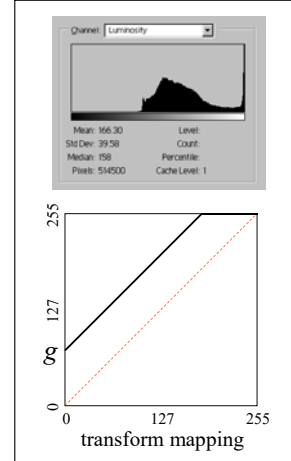 Channel: Luminosity
Mean: 166.30 Level:
Std Dev: 39.58 Count:
Median: 158 Percentile:
Pixels: 514500 Cache Level: 1
255
127
g
0
0 127 255
transform mapping